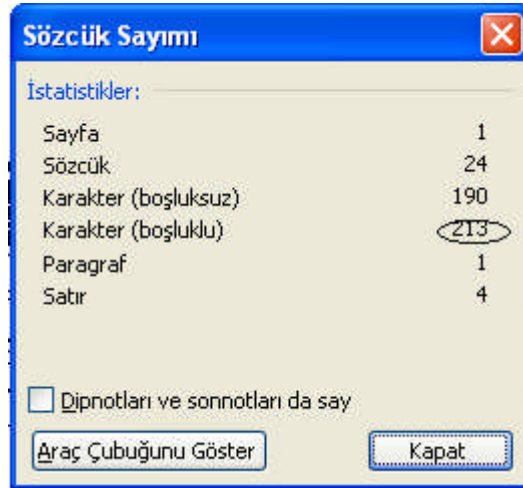 Sözcük Sayımı
İstatistikler:
Sayfa 1
Sözcük 24
Karakter (boşluksuz) 190
Karakter (boşluklu) 213
Paragraf 1
Satır 4
Dipnotları ve sonnotları da say
Araç Çubuğunu Göster Kapat